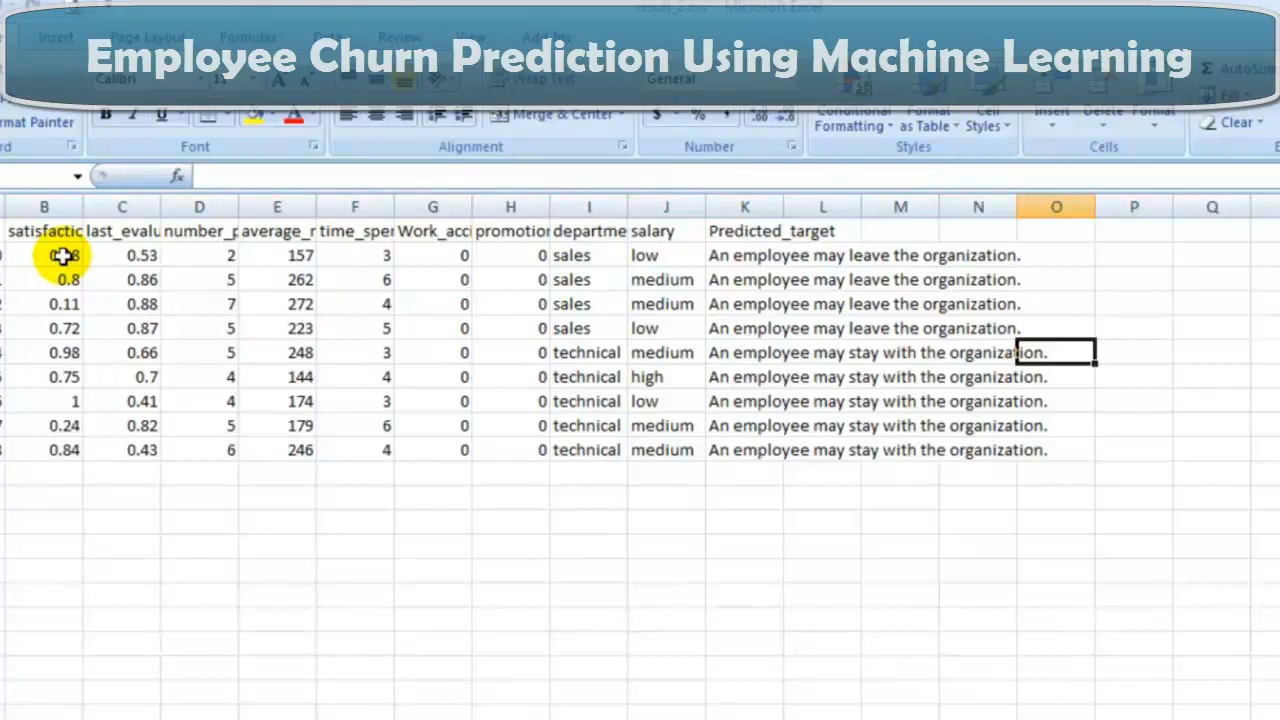 Employee Churn Prediction Using Machine Learning
Format Painter Merge & Center $ % , Conditional Format Cell Insert Delete Format Clear
Formatting as Table Styles
Font Alignment Number Styles Cells
fx
B C D E F G H I J K L M N O P Q
satisfactic last_evalu number_p average_r time_spen Work_acci promotion departme salary Predicted_target
0.53 2 157 3 0 0 sales low An employee may leave the organization.
0.8 0.86 5 262 6 0 0 sales medium An employee may leave the organization.
0.11 0.88 7 272 4 0 0 sales medium An employee may leave the organization.
0.72 0.87 5 223 5 0 0 sales low An employee may leave the organization.
0.98 0.66 5 248 3 0 0 technical medium An employee may stay with the organization.
0.75 0.7 4 144 4 0 0 technical high An employee may stay with the organization.
1 0.41 4 174 3 0 0 technical low An employee may stay with the organization.
0.24 0.82 5 179 6 0 0 technical medium An employee may stay with the organization.
0.84 0.43 6 246 4 0 0 technical medium An employee may stay with the organization.